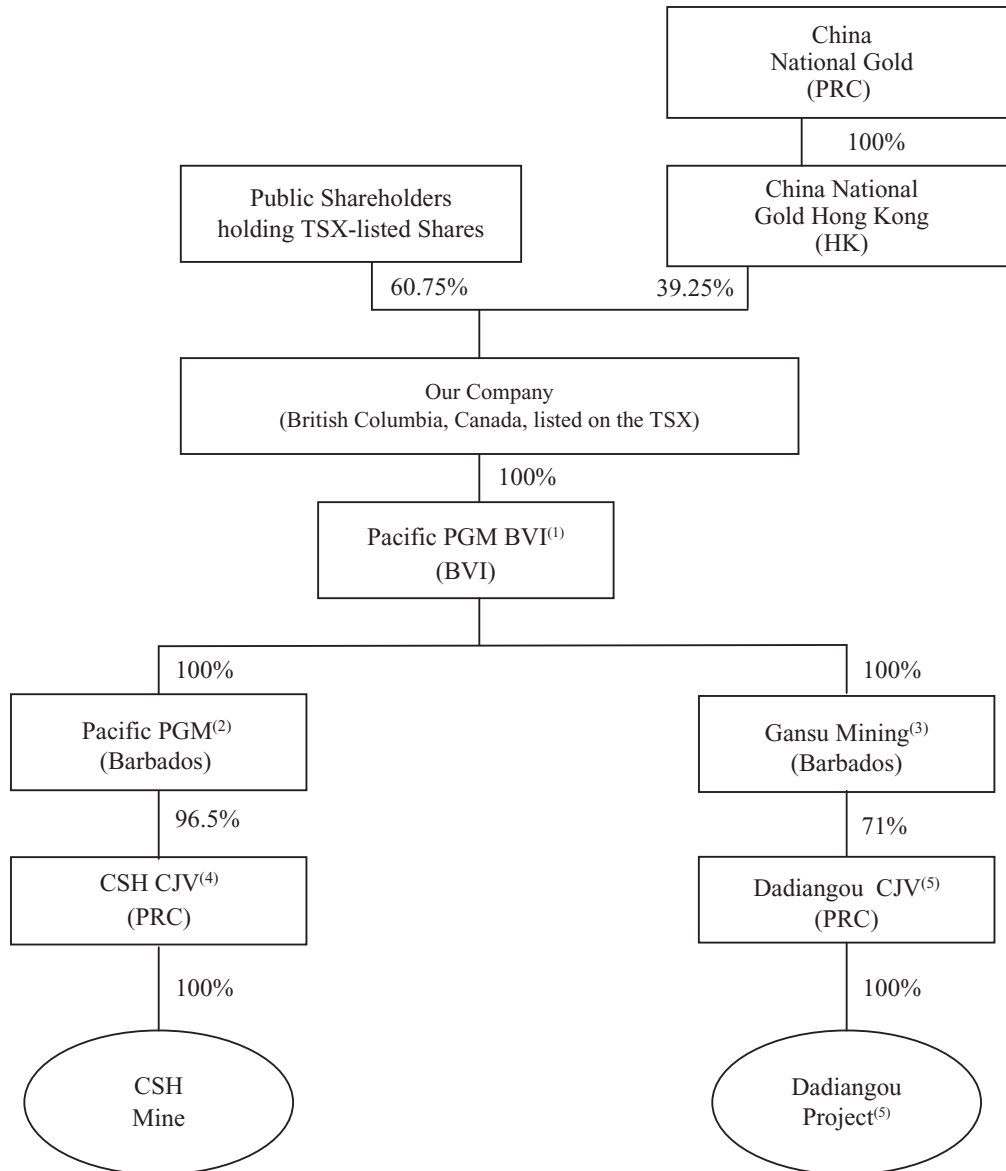 China
National Gold
(PRC)
100%
Public Shareholders
holding TSX-listed Shares
China National
Gold Hong Kong
(HK)
60.75%
39.25%
Our Company
(British Columbia, Canada, listed on the TSX)
100%
Pacific PGM BVI(1)
(BVI)
100%
100%
Pacific PGM(2)
(Barbados)
Gansu Mining(3)
(Barbados)
96.5%
71%
CSH CJV(4)
(PRC)
Dadiangou CJV(5)
(PRC)
100%
100%
CSH
Mine
Dadiangou
Project(5)